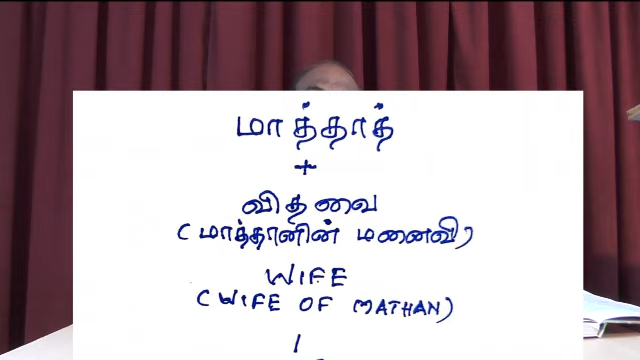 மாத்தாத்
+
விதவை
(மாத்தானின் மனைவி)
WIFE
(WIFE OF MATHAN)